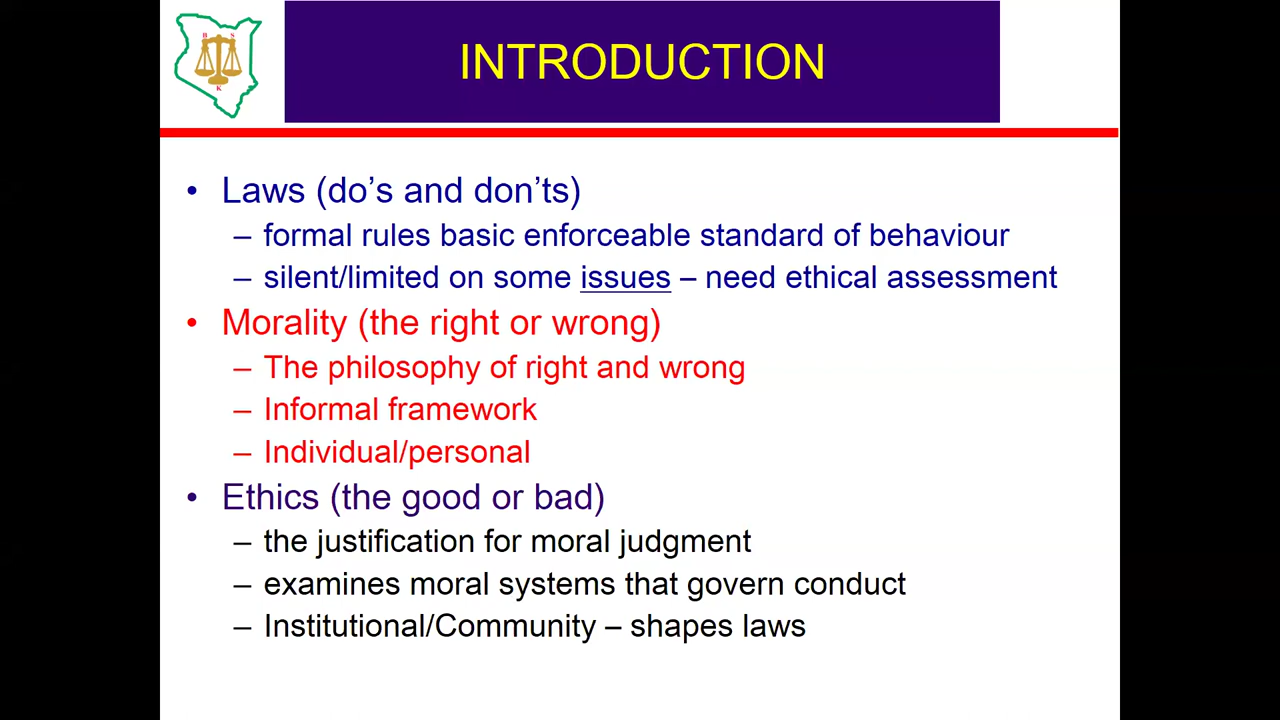 B S
K
INTRODUCTION
• Laws (do’s and don’ts)
– formal rules basic enforceable standard of behaviour
– silent/limited on some issues – need ethical assessment
• Morality (the right or wrong)
– The philosophy of right and wrong
– Informal framework
– Individual/personal
• Ethics (the good or bad)
– the justification for moral judgment
– examines moral systems that govern conduct
– Institutional/Community – shapes laws